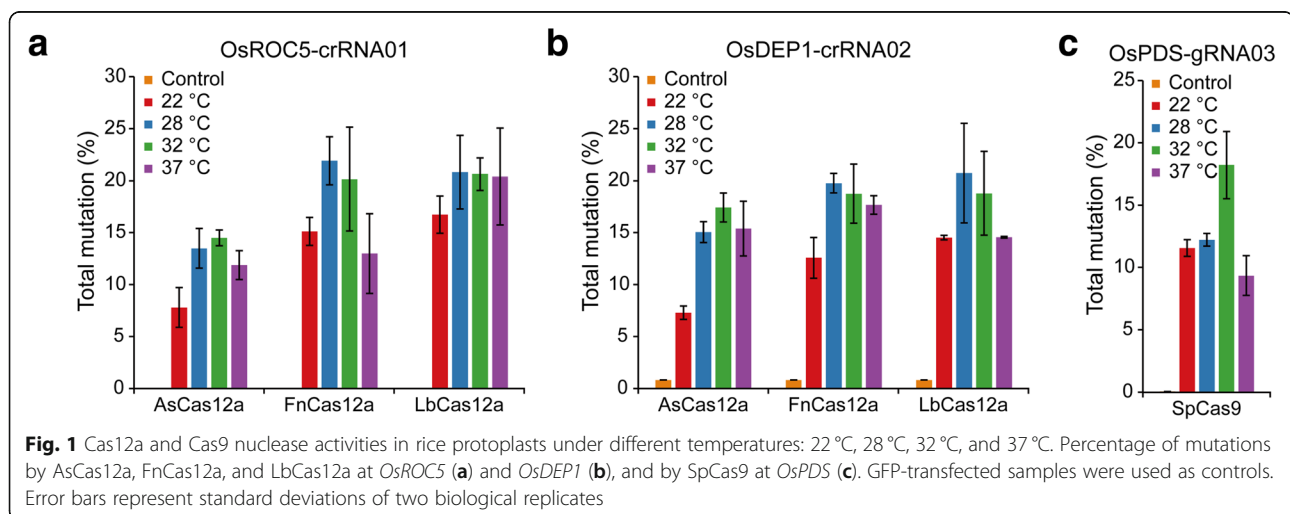 a
OsROC5-crRNA01
Total mutation (%)
30
25
20
15
10
5
0
Control
22 °C
28 °C
32 °C
37 °C
AsCas12a FnCas12a LbCas12a
b
OsDEP1-crRNA02
Total mutation (%)
30
25
20
15
10
5
0
Control
22 °C
28 °C
32 °C
37 °C
AsCas12a FnCas12a LbCas12a
c
OsPDS-gRNA03
Total mutation (%)
25
20
15
10
5
0
Control
22 °C
28 °C
32 °C
37 °C
SpCas9
Fig. 1 Cas12a and Cas9 nuclease activities in rice protoplasts under different temperatures: 22 °C, 28 °C, 32 °C, and 37 °C. Percentage of mutations
by AsCas12a, FnCas12a, and LbCas12a at OsROC5 (a) and OsDEP1 (b), and by SpCas9 at OsPDS (c). GFP-transfected samples were used as controls.
Error bars represent standard deviations of two biological replicates